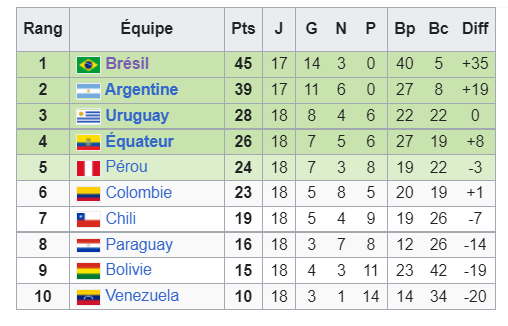 Rang Équipe Pts J G N P Bp Bc Diff
1 Brésil 45 17 14 3 0 40 5 +35
2 Argentine 39 17 11 6 0 27 8 +19
3 Uruguay 28 18 8 4 6 22 22 0
4 Équateur 26 18 7 5 6 27 19 +8
5 Pérou 24 18 7 3 8 19 22 -3
6 Colombie 23 18 5 8 5 20 19 +1
7 Chili 19 18 5 4 9 19 26 -7
8 Paraguay 16 18 3 7 8 12 26 -14
9 Bolivie 15 18 4 3 11 23 42 -19
10 Venezuela 10 18 3 1 14 14 34 -20